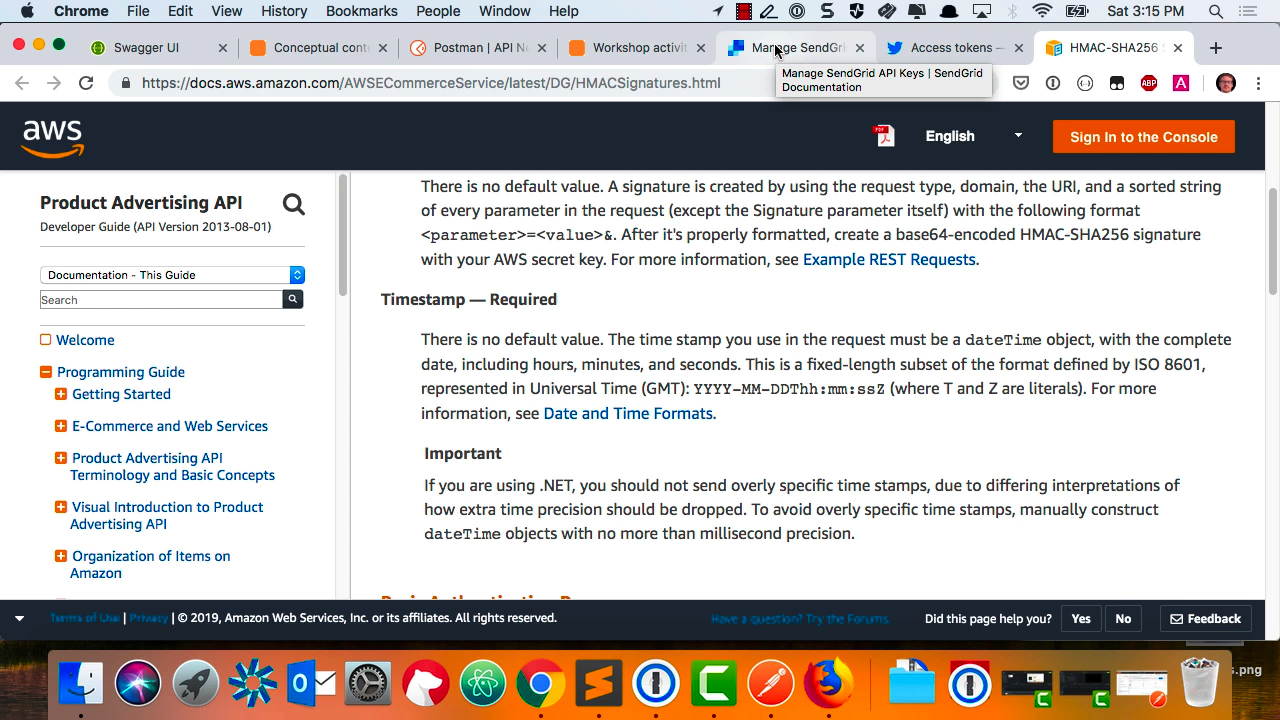 Chrome File Edit View History Bookmarks People Window Help Sat 3:15 PM
Swagger UI Conceptual cont Postman | API Ne Workshop activit Manage SendGri Access tokens — HMAC-SHA256
https://docs.aws.amazon.com/AWSECommerceService/latest/DG/HMACSignatures.html
Manage SendGrid API Keys | SendGrid
Documentation
ABP
aws
English
Sign In to the Console
Product Advertising API
Developer Guide (API Version 2013-08-01)
Documentation - This Guide
Search
Welcome
Programming Guide
Getting Started
E-Commerce and Web Services
Product Advertising API
Terminology and Basic Concepts
Visual Introduction to Product
Advertising API
Organization of Items on
Amazon
There is no default value. A signature is created by using the request type, domain, the URI, and a sorted string
of every parameter in the request (except the Signature parameter itself) with the following format
<parameter>=<value>&. After it's properly formatted, create a base64-encoded HMAC-SHA256 signature
with your AWS secret key. For more information, see Example REST Requests.
Timestamp — Required
There is no default value. The time stamp you use in the request must be a dateTime object, with the complete
date, including hours, minutes, and seconds. This is a fixed-length subset of the format defined by ISO 8601,
represented in Universal Time (GMT): YYYY-MM-DDThh:mm:ssZ (where T and Z are literals). For more
information, see Date and Time Formats.
Important
If you are using .NET, you should not send overly specific time stamps, due to differing interpretations of
how extra time precision should be dropped. To avoid overly specific time stamps, manually construct
dateTime objects with no more than millisecond precision.
Terms of Use | Privacy | © 2019, Amazon Web Services, Inc. or its affiliates. All rights reserved.
Have a question? Try the Forums.
Did this page help you? Yes No Feedback
s.png